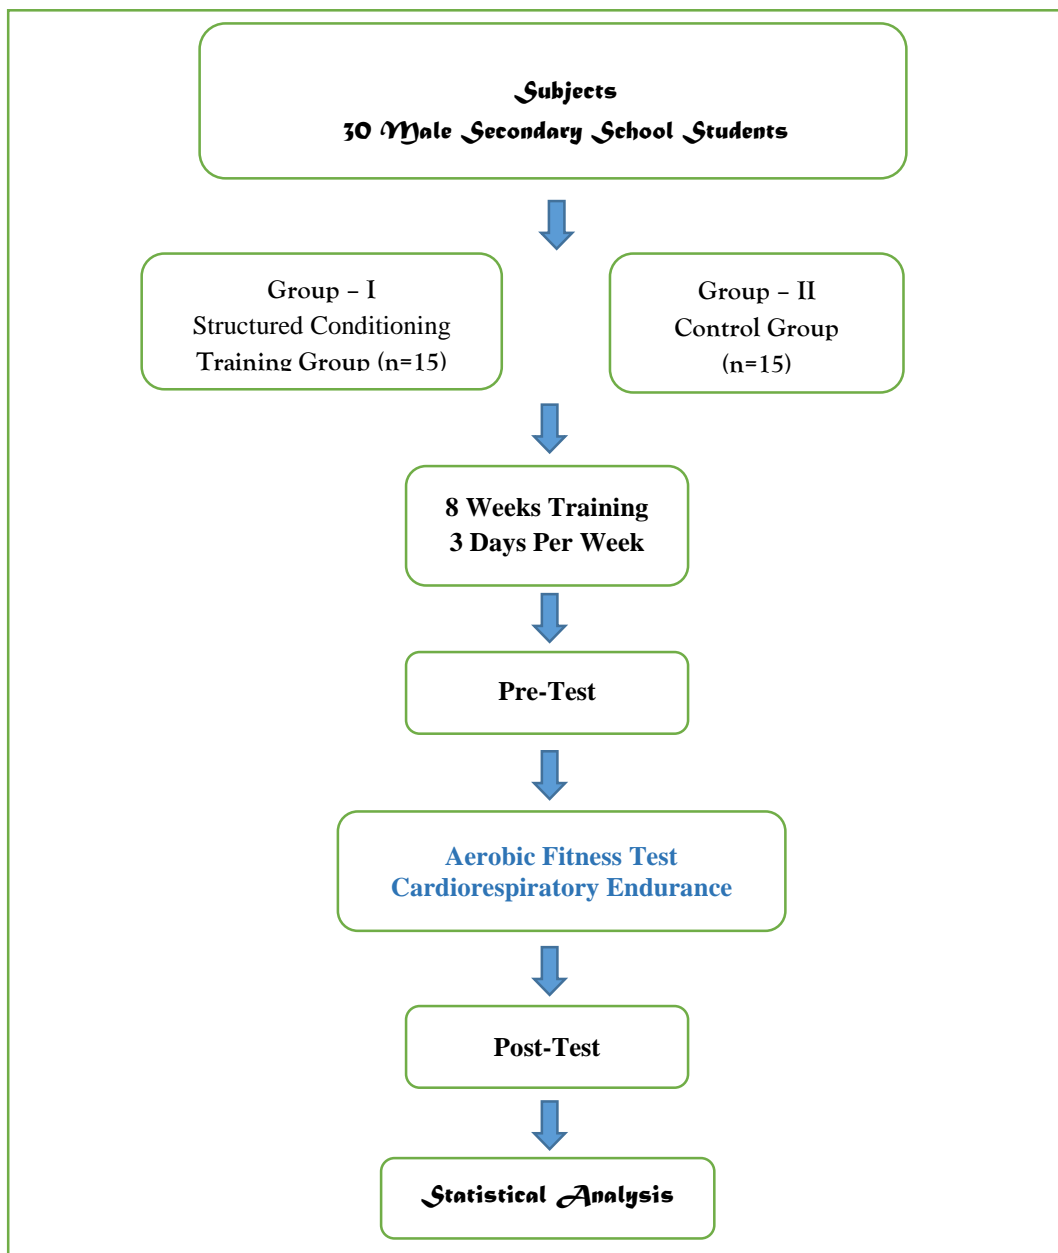 Subjects
30 Male Secondary School Students
Group – I
Structured Conditioning
Training Group (n=15)
Group – II
Control Group
(n=15)
8 Weeks Training
3 Days Per Week
Pre-Test
Aerobic Fitness Test
Cardiorespiratory Endurance
Post-Test
Statistical Analysis